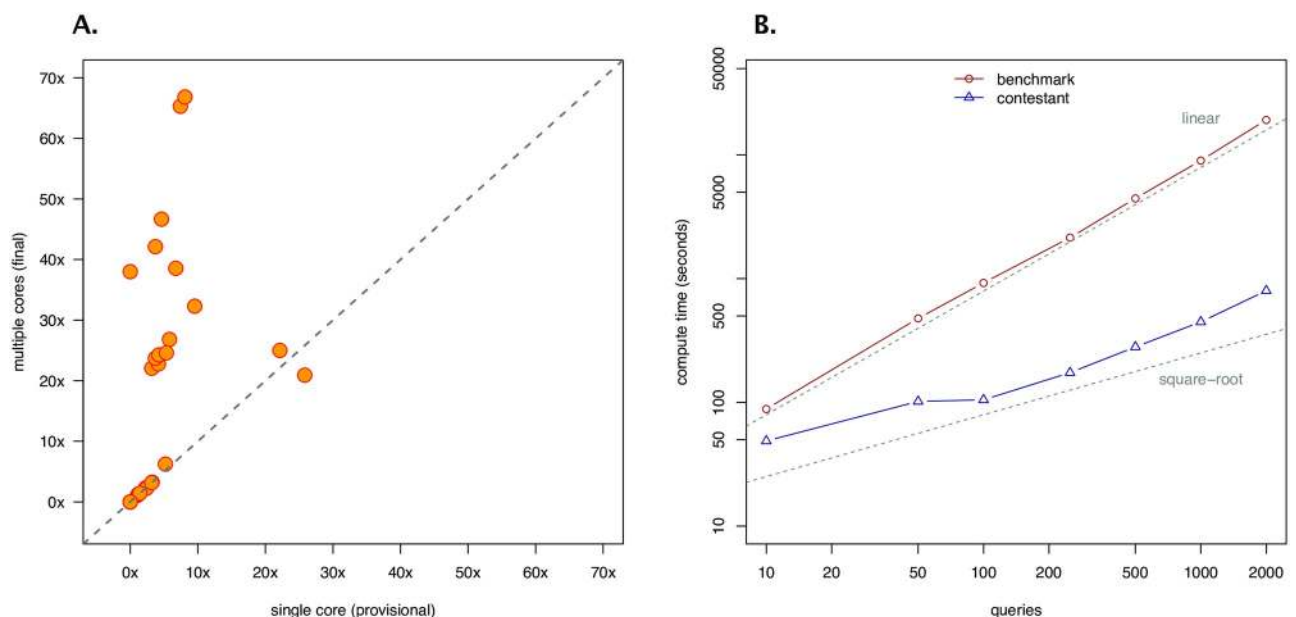 A.
70x
60x
50x
40x
30x
20x
10x
0x
multiple cores (final)
0x 10x 20x 30x 40x 50x 60x 70x
single core (provisional)
B.
benchmark
contestant
linear
square−root
50000
5000
500
100
50
10
compute time (seconds)
10 20 50 100 200 500 1000 2000
queries